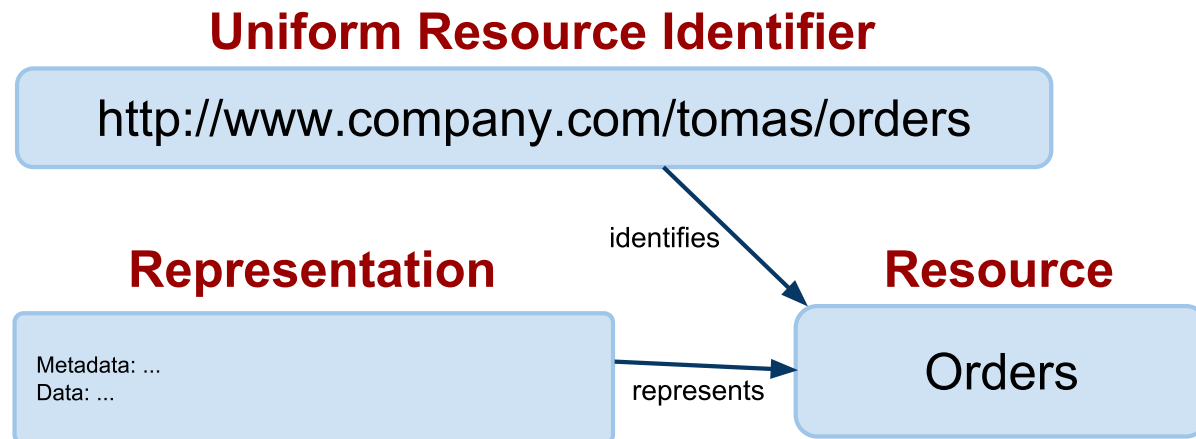 Uniform Resource Identifier
http://www.company.com/tomas/orders
identifies
Representation
Resource
Metadata: ...
Data: ...
represents
Orders